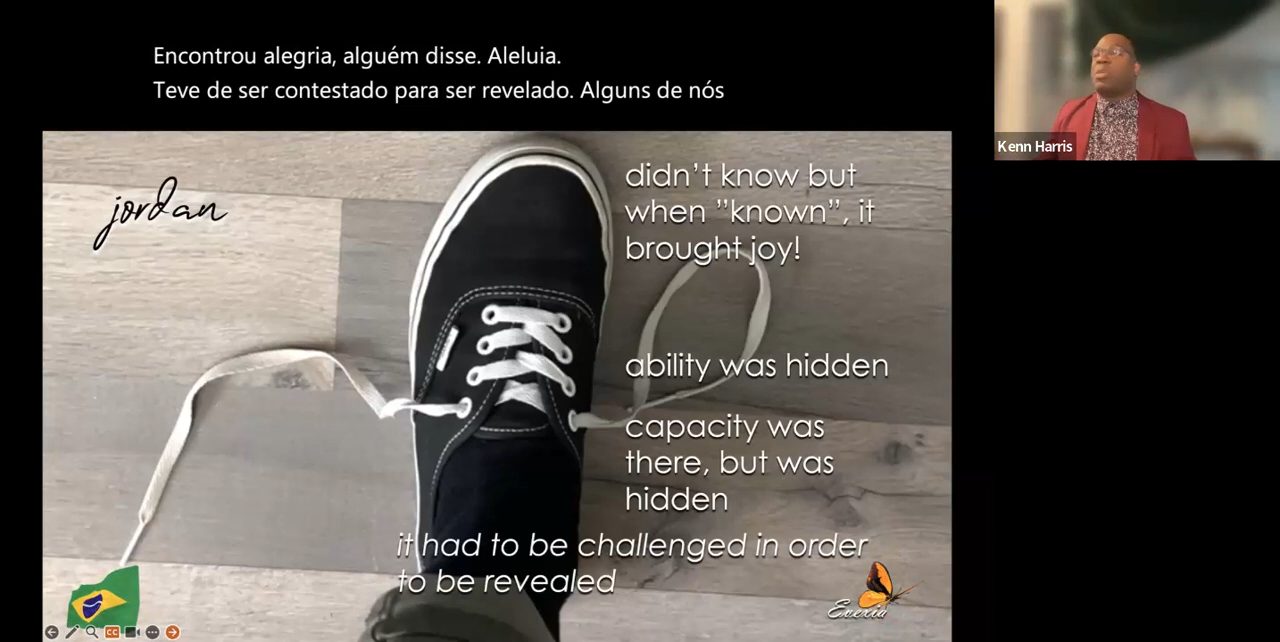 Encontrou alegria, alguém disse. Aleluia.
Teve de ser contestado para ser revelado. Alguns de nós
Kenn Harris
jordan
didn’t know but
when ”known”, it
brought joy!
ability was hidden
capacity was
there, but was
hidden
it had to be challenged in order
to be revealed
Evexia
CC